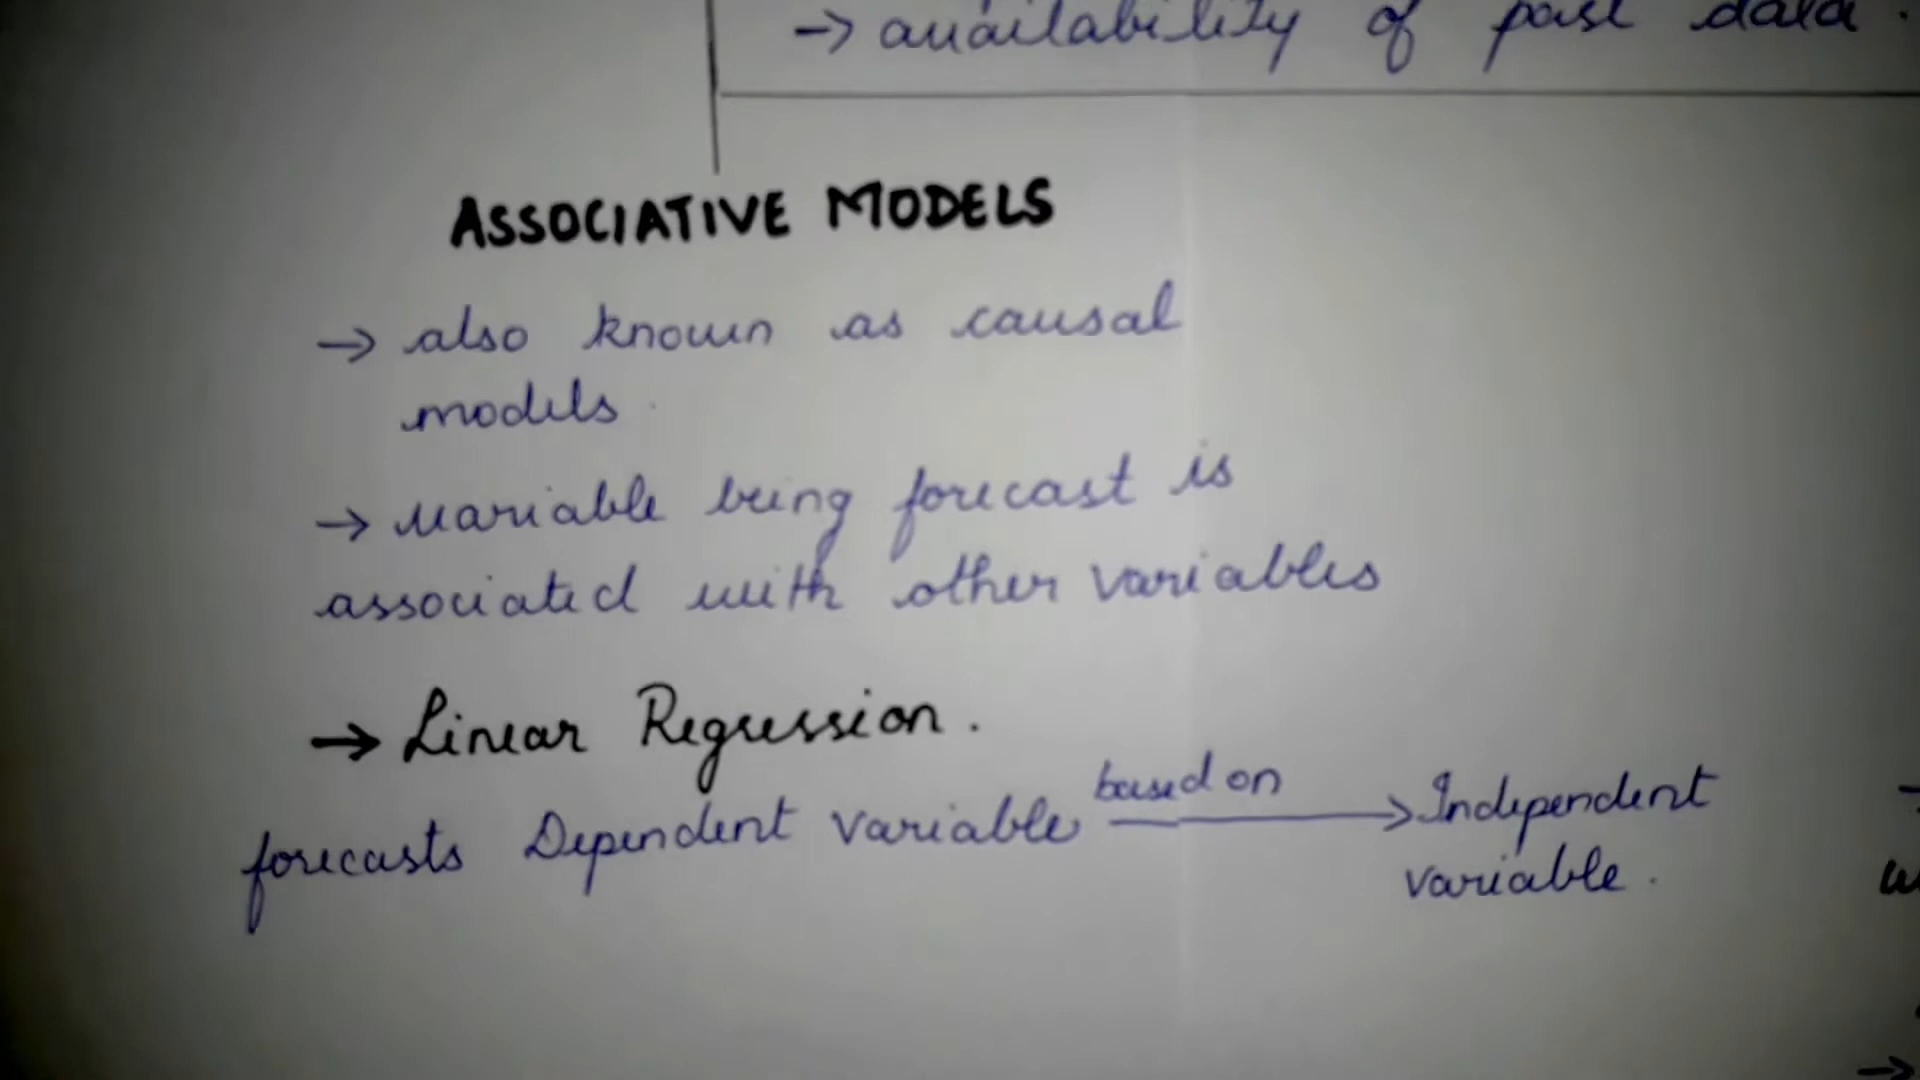 → availability of past data.
ASSOCIATIVE MODELS
→ also known as causal
models.
→ variable being forecast is
associated with other variables
→ Linear Regression.
forecasts Dependent variable based on → Independent
variable.